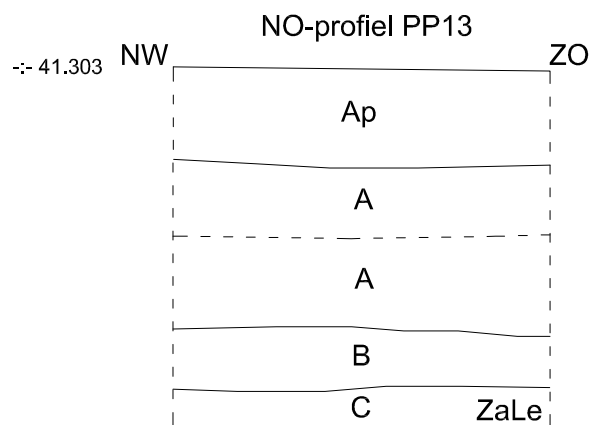 NO-profiel PP13
-:- 41.303 NW ZO
Ap
A
A
B
C ZaLe